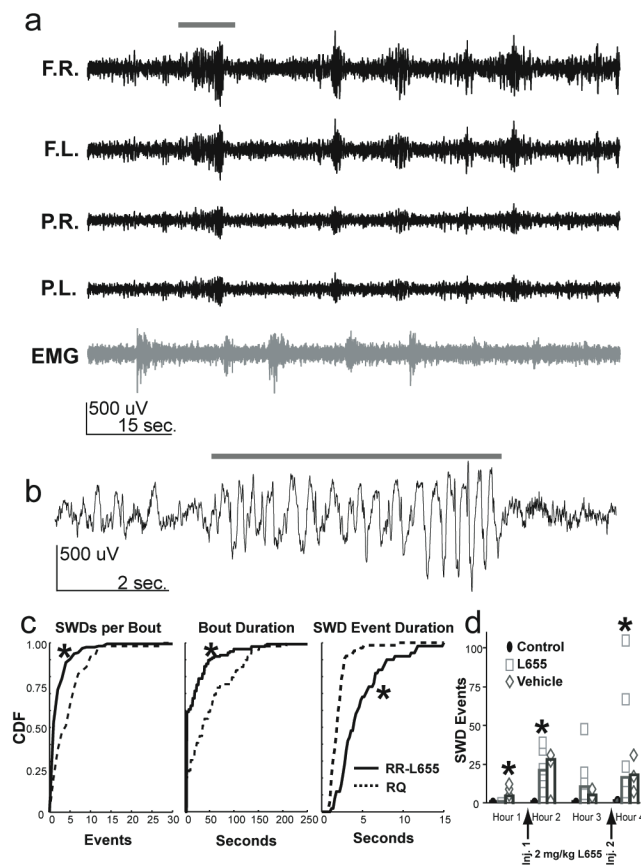 a
F.R.
F.L.
P.R.
P.L.
EMG
500 uV
15 sec.
b
500 uV
2 sec.
c
SWDs per Bout
Bout Duration
SWD Event Duration
*
*
*
CDF
1.00
0.75
0.50
0.25
0
0 10 20 30
Events
0 50 100 150 200 250
Seconds
0 5 10 15
Seconds
RR-L655
RQ
d
Control
L655
Vehicle
*
*
*
SWD Events
100
75
50
25
0
Hour 1
Hour 2
Hour 3
Hour 4
Inj. 1
2 mg/kg L655
Inj. 2